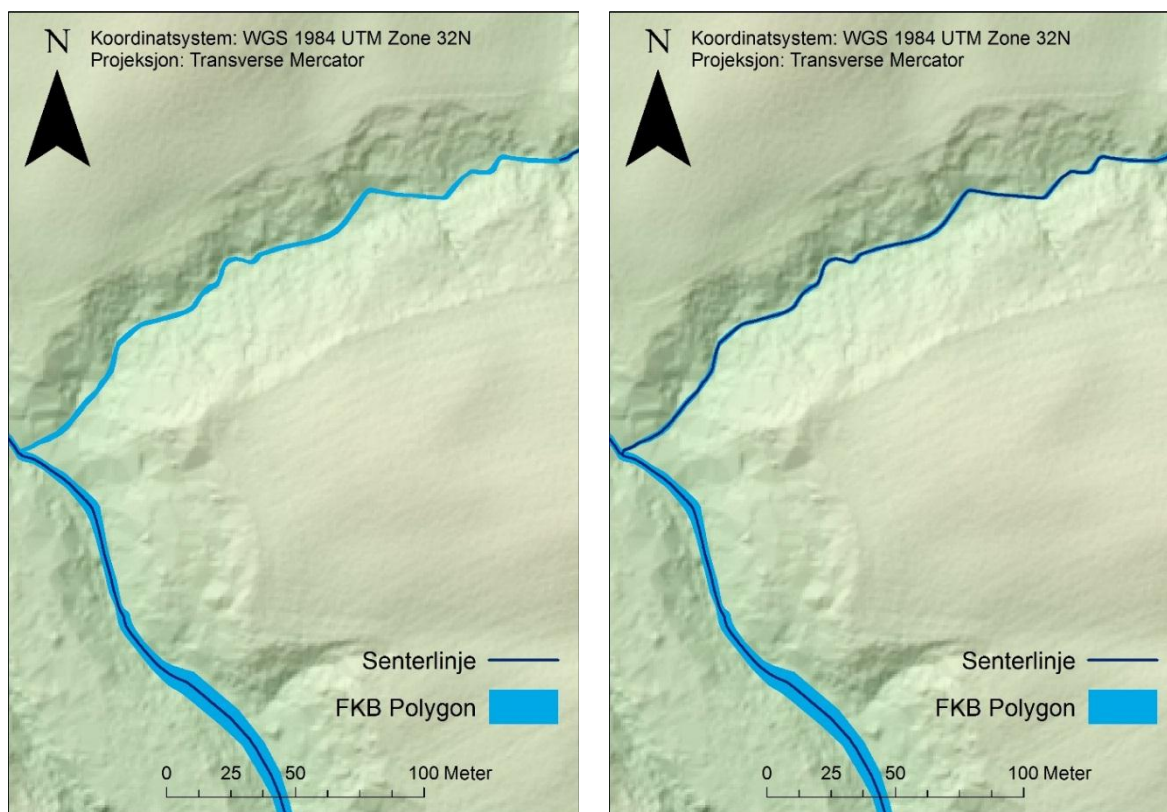 N
Koordinatsystem: WGS 1984 UTM Zone 32N
Projeksjon: Transverse Mercator
Senterlinje
FKB Polygon
0 25 50 100 Meter
N
Koordinatsystem: WGS 1984 UTM Zone 32N
Projeksjon: Transverse Mercator
Senterlinje
FKB Polygon
0 25 50 100 Meter